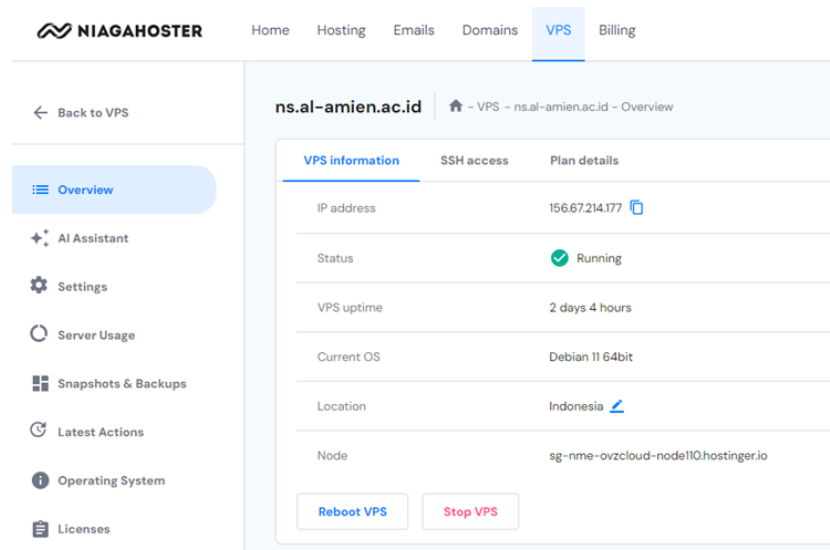 NIAGAHOSTER Home Hosting Emails Domains VPS Billing
Back to VPS
ns.al-amien.ac.id - VPS - ns.al-amien.ac.id - Overview
VPS information SSH access Plan details
Overview
IP address 156.67.214.177
AI Assistant
Status Running
Settings
VPS uptime 2 days 4 hours
Server Usage
Current OS Debian 11 64bit
Snapshots & Backups
Location Indonesia
Latest Actions
Node sg-nme-ovzcloud-node110.hostinger.io
Operating System
Reboot VPS Stop VPS
Licenses